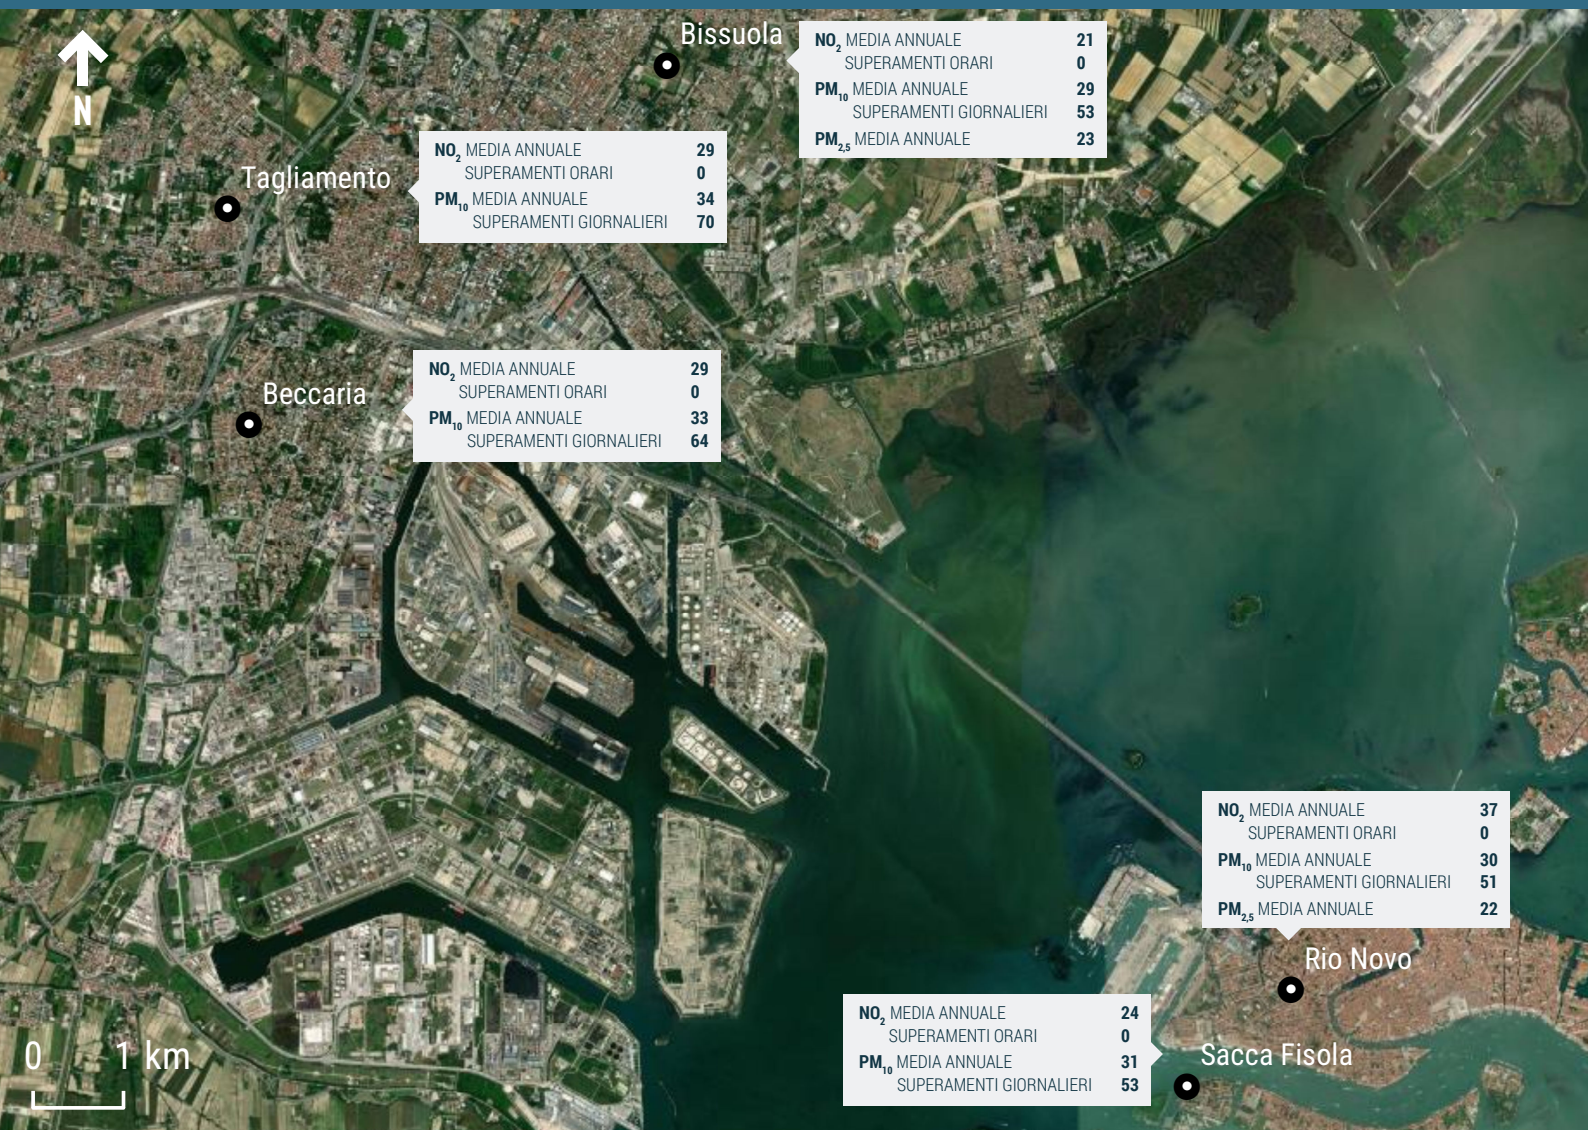 N
Bissuola
NO2 MEDIA ANNUALE 21
SUPERAMENTI ORARI 0
PM10 MEDIA ANNUALE 29
SUPERAMENTI GIORNALIERI 53
PM2,5 MEDIA ANNUALE 23
Tagliamento
NO2 MEDIA ANNUALE 29
SUPERAMENTI ORARI 0
PM10 MEDIA ANNUALE 34
SUPERAMENTI GIORNALIERI 70
Beccaria
NO2 MEDIA ANNUALE 29
SUPERAMENTI ORARI 0
PM10 MEDIA ANNUALE 33
SUPERAMENTI GIORNALIERI 64
NO2 MEDIA ANNUALE 37
SUPERAMENTI ORARI 0
PM10 MEDIA ANNUALE 30
SUPERAMENTI GIORNALIERI 51
PM2,5 MEDIA ANNUALE 22
Rio Novo
NO2 MEDIA ANNUALE 24
SUPERAMENTI ORARI 0
PM10 MEDIA ANNUALE 31
SUPERAMENTI GIORNALIERI 53
Sacca Fisola
0 1 km